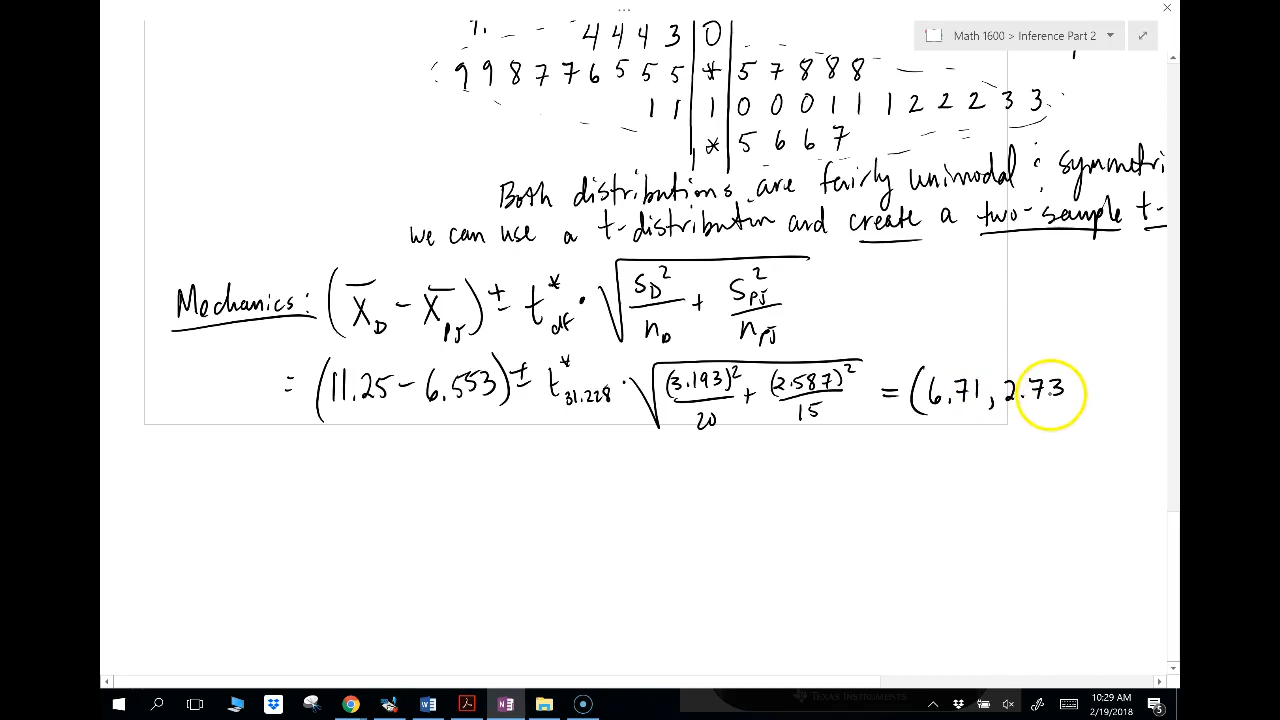 Math 1600 > Inference Part 2
4 4 4 3 | 0 |
9 9 8 7 7 6 5 5 5 | * | 5 7 8 8 8
1 1 | 1 | 0 0 0 1 1 1 2 2 2 3 3
| * | 5 6 6 7
Both distributions are fairly unimodal : symmetri
we can use a t-distribution and create a two-sample t-
Mechanics: (X̄_D − X̄_PJ) ± t*_df · √(S_D²/n_D + S_PJ²/n_PJ)
= (11.25 − 6.553) ± t*_31.228 · √((3.193)²/20 + (2.587)²/15) = (6.71, 2.73
10:29 AM
2/19/2018
5